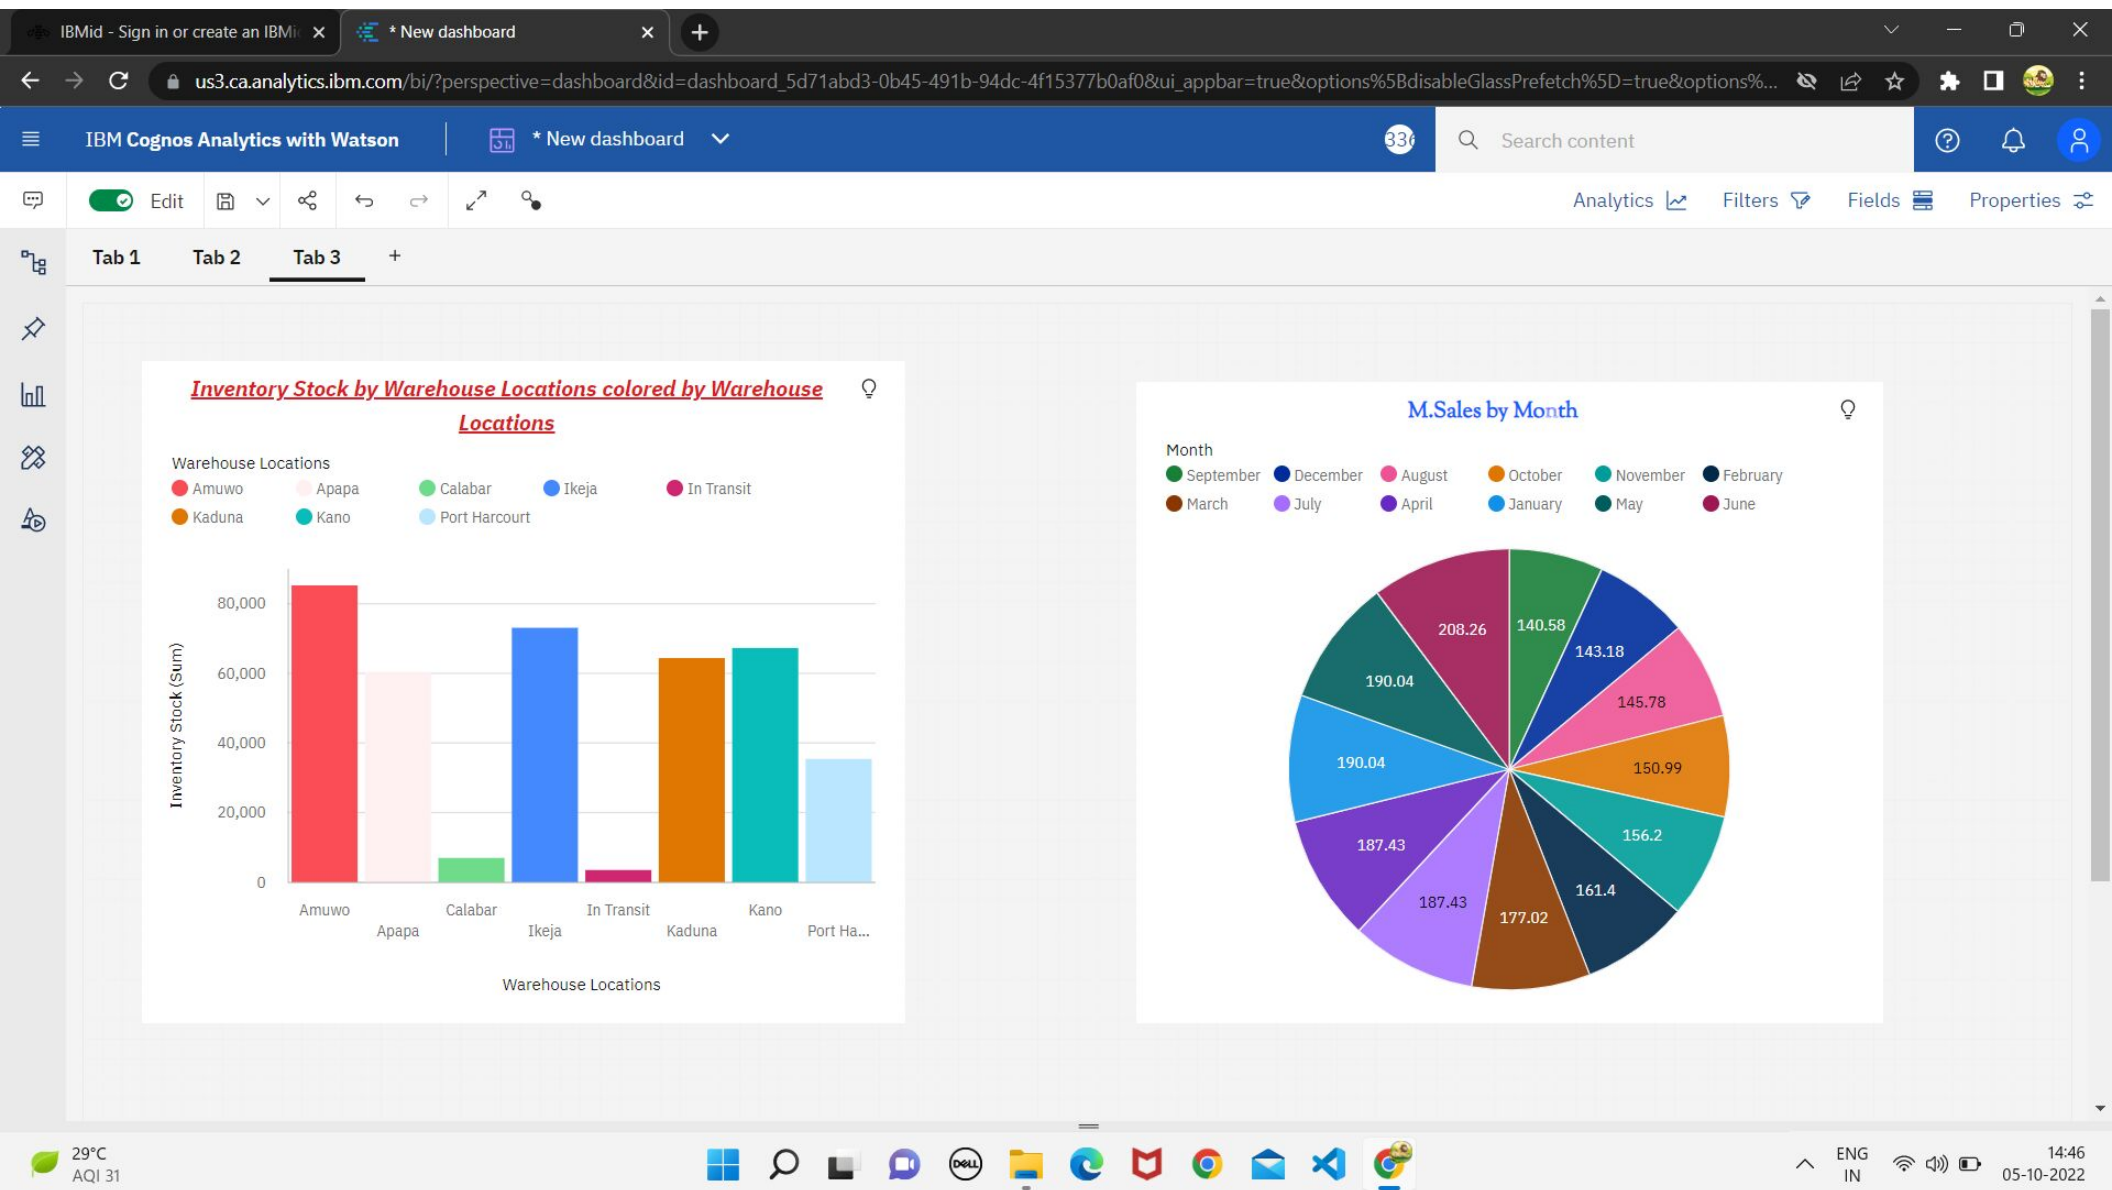 IBMid - Sign in or create an IBMi
* New dashboard
us3.ca.analytics.ibm.com/bi/?perspective=dashboard&id=dashboard_5d71abd3-0b45-491b-94dc-4f15377b0af0&ui_appbar=true&options%5BdisableGlassPrefetch%5D=true&options%...
IBM Cognos Analytics with Watson
* New dashboard
336
Search content
Edit
Analytics
Filters
Fields
Properties
Tab 1
Tab 2
Tab 3
+
Inventory Stock by Warehouse Locations colored by Warehouse
Locations
Warehouse Locations
Amuwo Apapa Calabar Ikeja In Transit
Kaduna Kano Port Harcourt
80,000
60,000
40,000
20,000
0
Inventory Stock (Sum)
Amuwo Calabar In Transit Kano
Apapa Ikeja Kaduna Port Ha...
Warehouse Locations
M.Sales by Month
Month
September December August October November February
March July April January May June
208.26
140.58
143.18
190.04
145.78
190.04
150.99
156.2
187.43
161.4
187.43
177.02
29°C
AQI 31
DELL
ENG
IN
14:46
05-10-2022